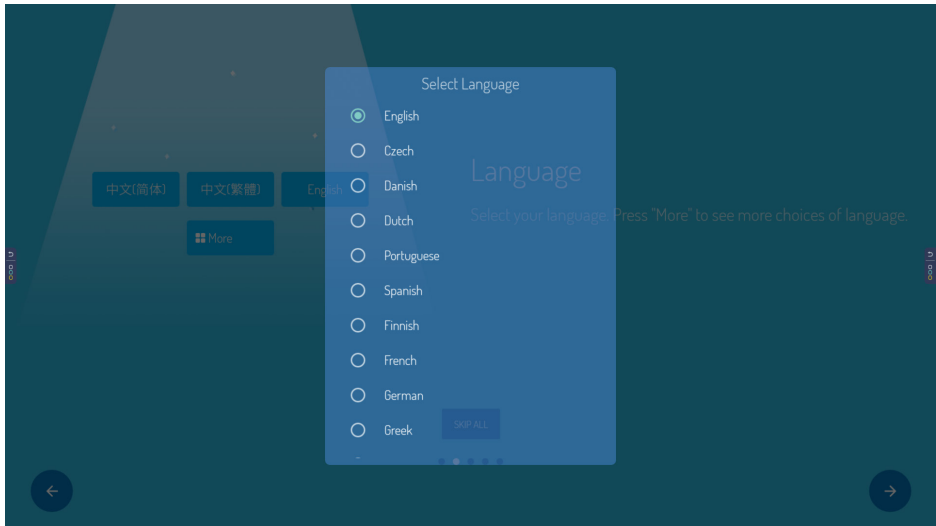 Select Language
English
Czech
Danish
Dutch
Portuguese
Spanish
Finnish
French
German
Greek
中文(简体)
中文(繁體)
English
More
Language
Select your language. Press "More" to see more choices of language.
SKIP ALL